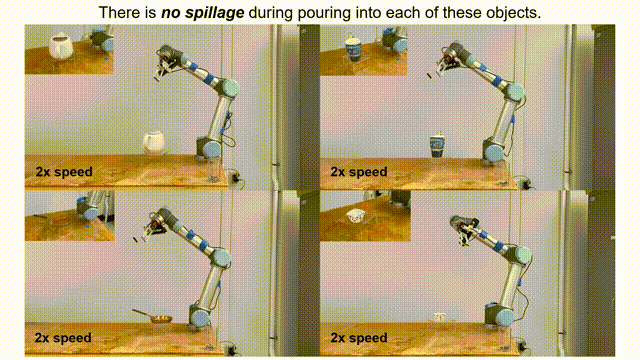 There is no spillage during pouring into each of these objects.
2x speed
2x speed
2x speed
2x speed